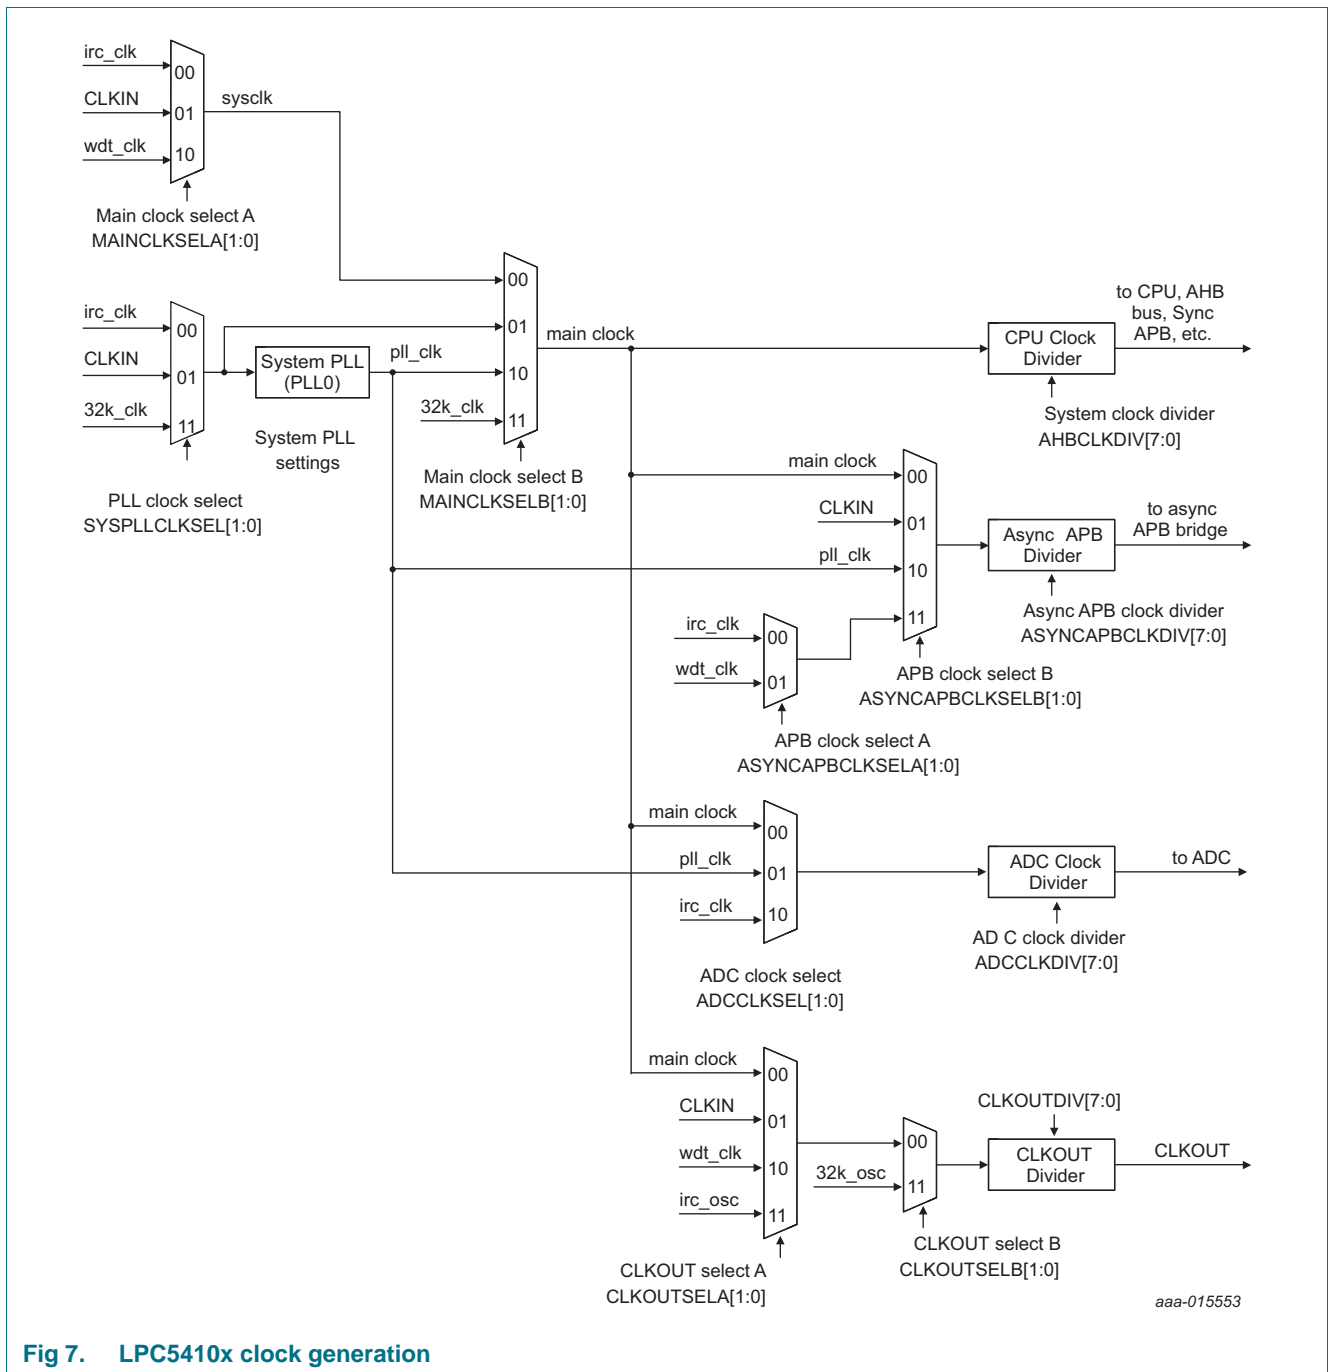 irc_clk
00
CLKIN
01
sysclk
wdt_clk
10
Main clock select A
MAINCLKSELA[1:0]
irc_clk
00
CLKIN
01
32k_clk
11
PLL clock select
SYSPLLCLKSEL[1:0]
System PLL
(PLL0)
System PLL
settings
pll_clk
00
01
10
32k_clk
11
Main clock select B
MAINCLKSELB[1:0]
main clock
CPU Clock
Divider
to CPU, AHB
bus, Sync
APB, etc.
System clock divider
AHBCLKDIV[7:0]
main clock
00
CLKIN
01
pll_clk
10
11
irc_clk
00
wdt_clk
01
APB clock select B
ASYNCAPBCLKSELB[1:0]
APB clock select A
ASYNCAPBCLKSELA[1:0]
Async APB
Divider
to async
APB bridge
Async APB clock divider
ASYNCAPBCLKDIV[7:0]
main clock
00
pll_clk
01
irc_clk
10
ADC clock select
ADCCLKSEL[1:0]
ADC Clock
Divider
to ADC
AD C clock divider
ADCCLKDIV[7:0]
main clock
00
CLKIN
01
wdt_clk
10
irc_osc
11
CLKOUT select A
CLKOUTSELA[1:0]
00
32k_osc
11
CLKOUT select B
CLKOUTSELB[1:0]
CLKOUTDIV[7:0]
CLKOUT
Divider
CLKOUT
aaa-015553
Fig 7. LPC5410x clock generation